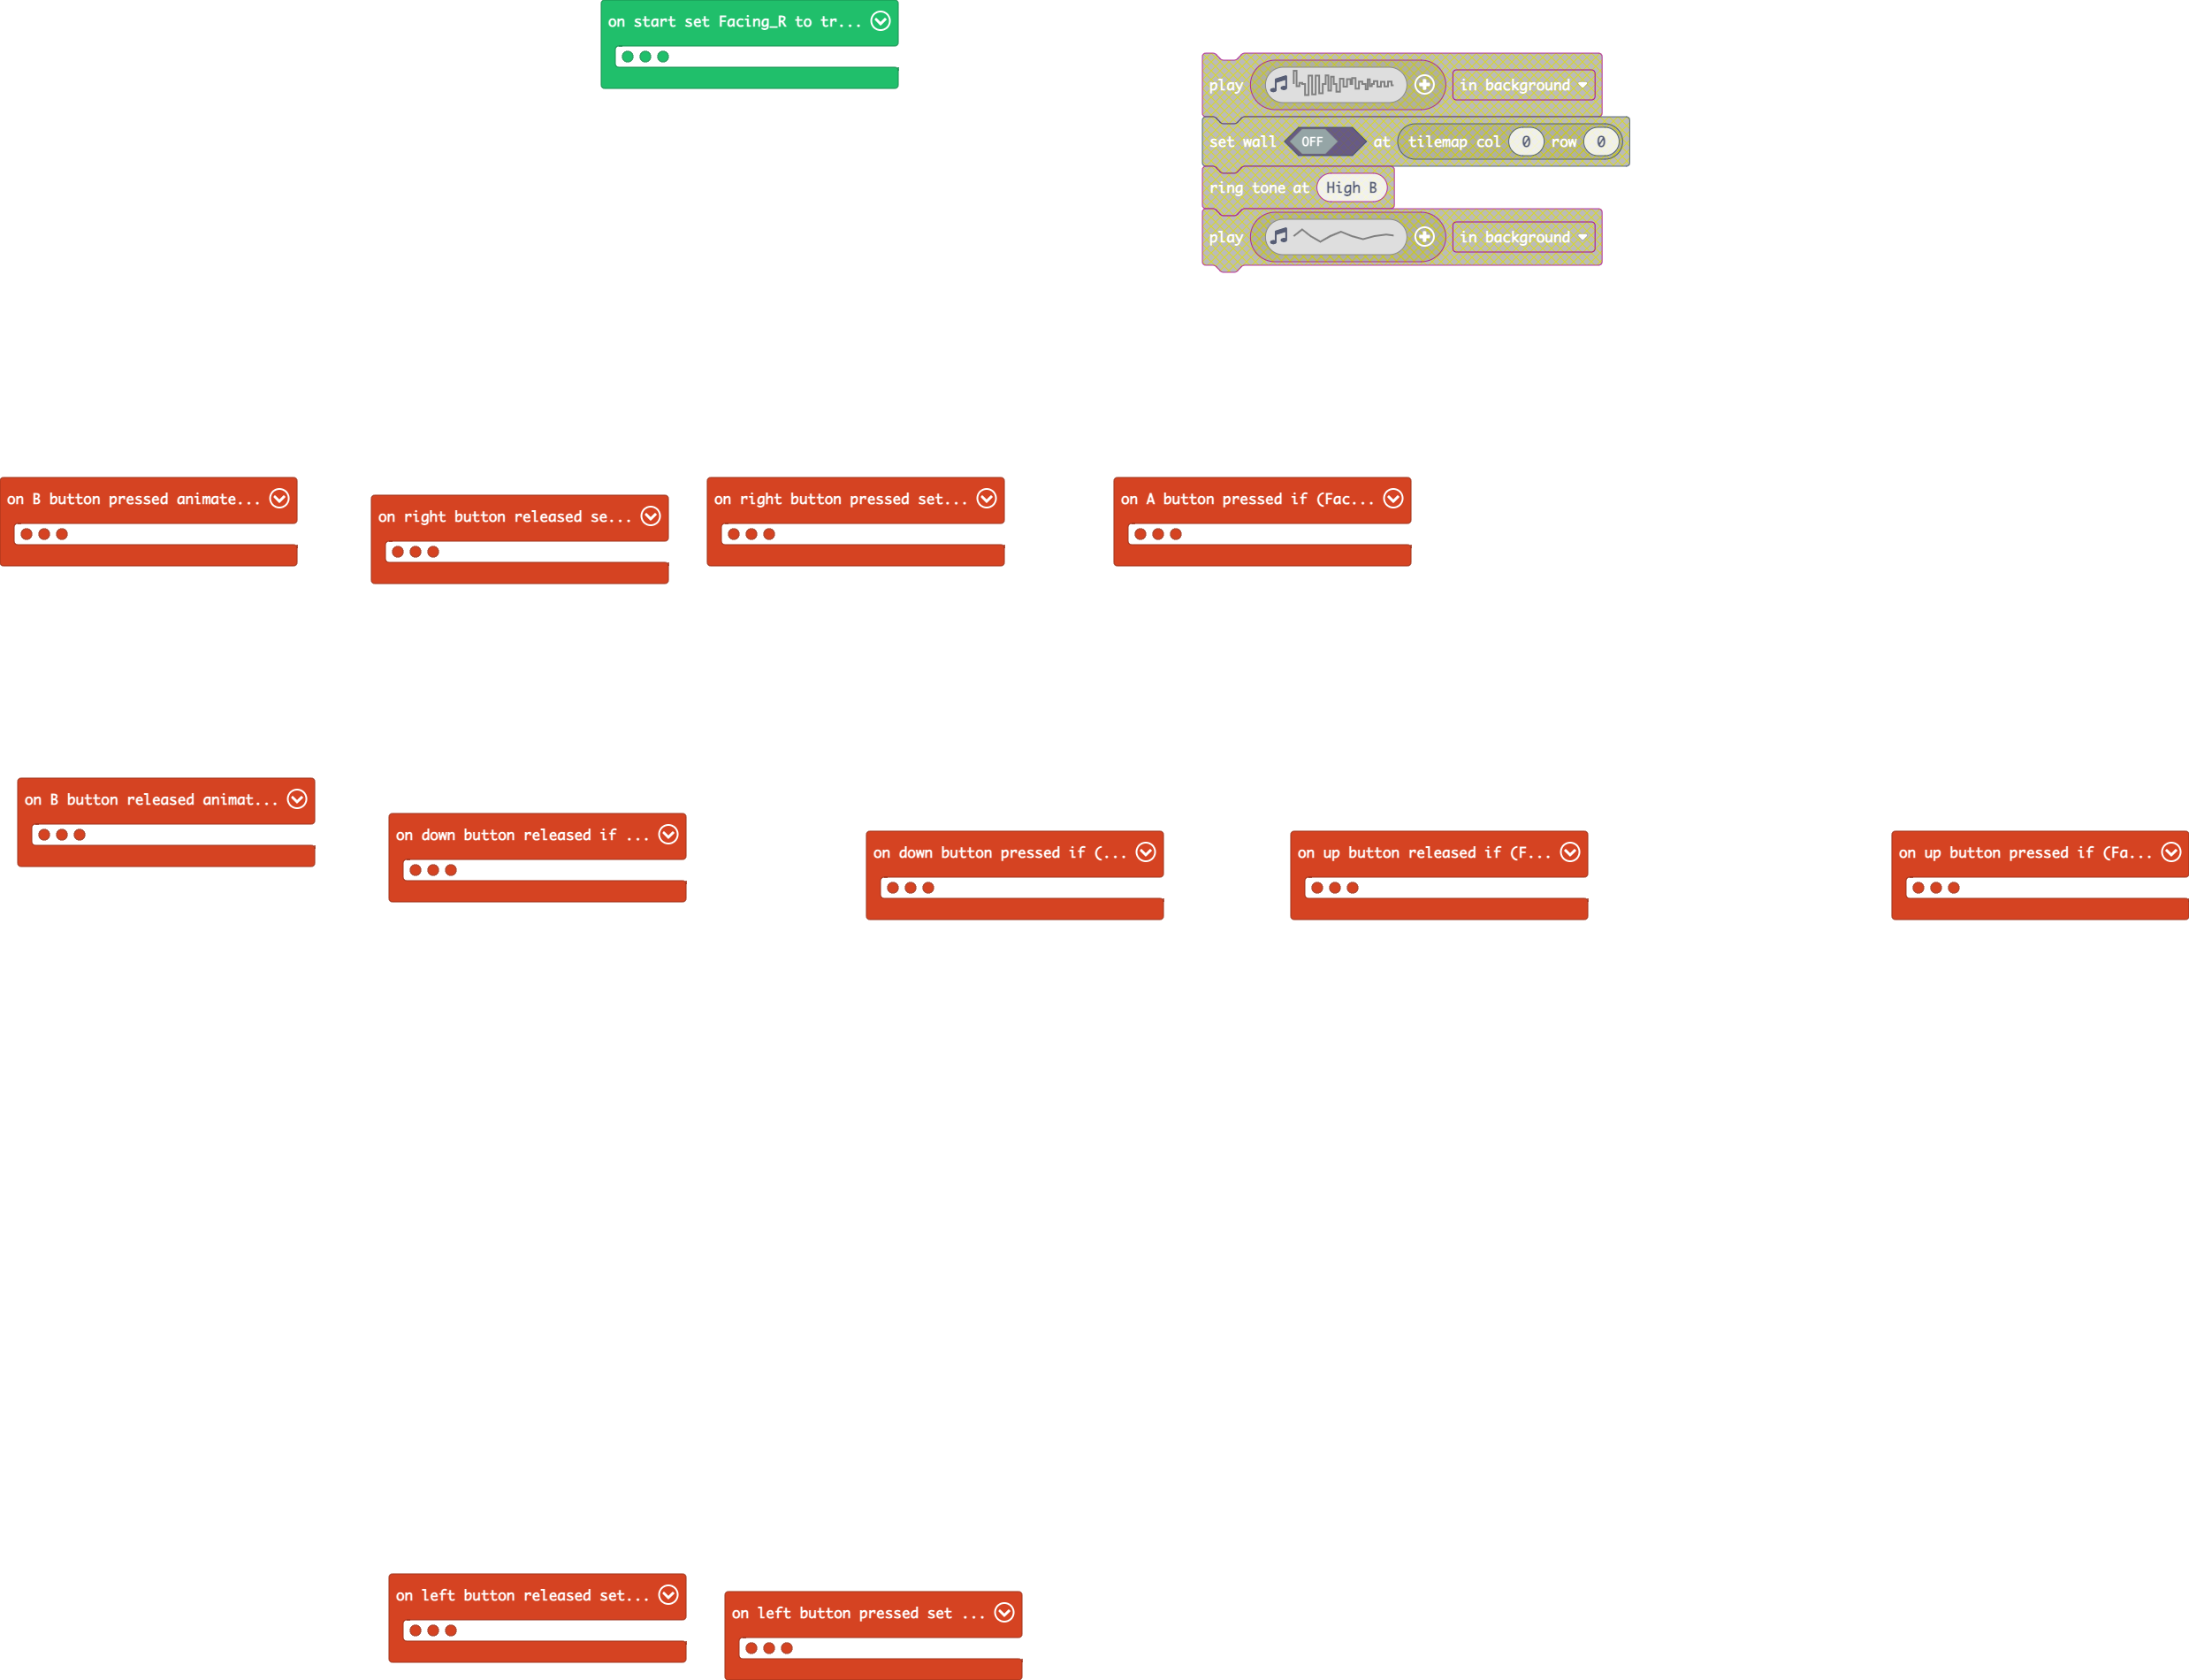 on start set Facing_R to tr...
play in background
set wall OFF at tilemap col 0 row 0
ring tone at High B
play in background
on B button pressed animate...
on right button released se...
on right button pressed set...
on A button pressed if (Fac...
on B button released animat...
on down button released if ...
on down button pressed if (...
on up button released if (F...
on up button pressed if (Fa...
on left button released set...
on left button pressed set ...